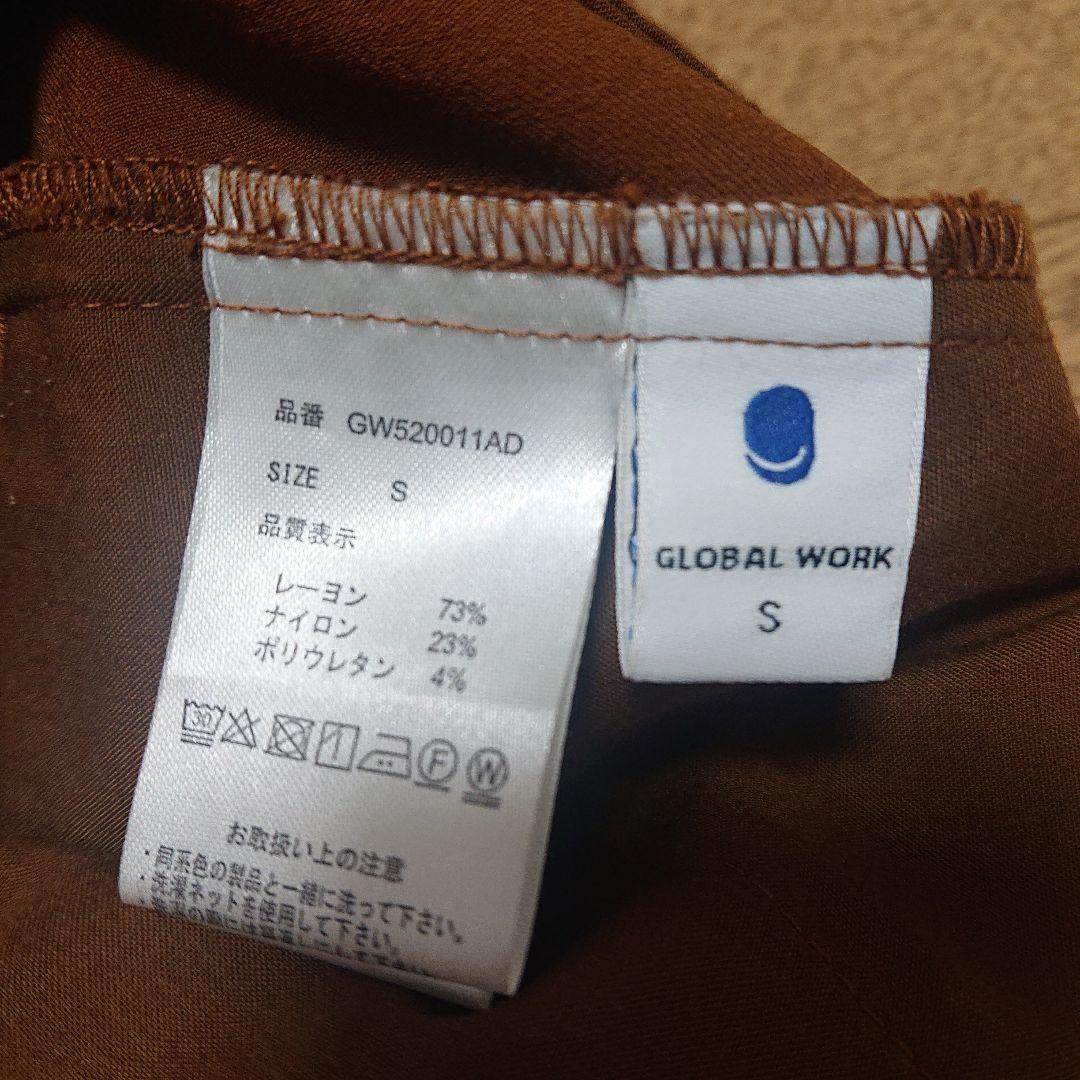 品番 GW520011AD
SIZE S
品質表示
レーヨン 73%
ナイロン 23%
ポリウレタン 4%
30
F
W
お取扱い上の注意
・同系色の製品と一緒に洗って下さい。
・洗濯ネットを使用して下さい。
GLOBAL WORK
S